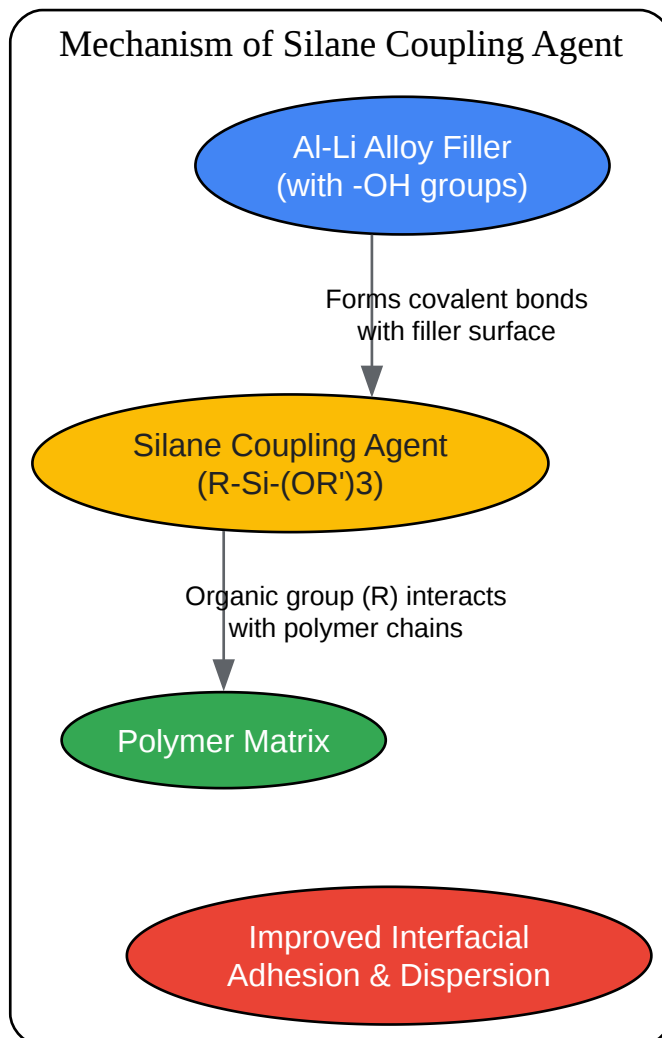 Mechanism of Silane Coupling Agent
Al-Li Alloy Filler
(with -OH groups)
Forms covalent bonds
with filler surface
Silane Coupling Agent
(R-Si-(OR')3)
Organic group (R) interacts
with polymer chains
Polymer Matrix
Improved Interfacial
Adhesion & Dispersion